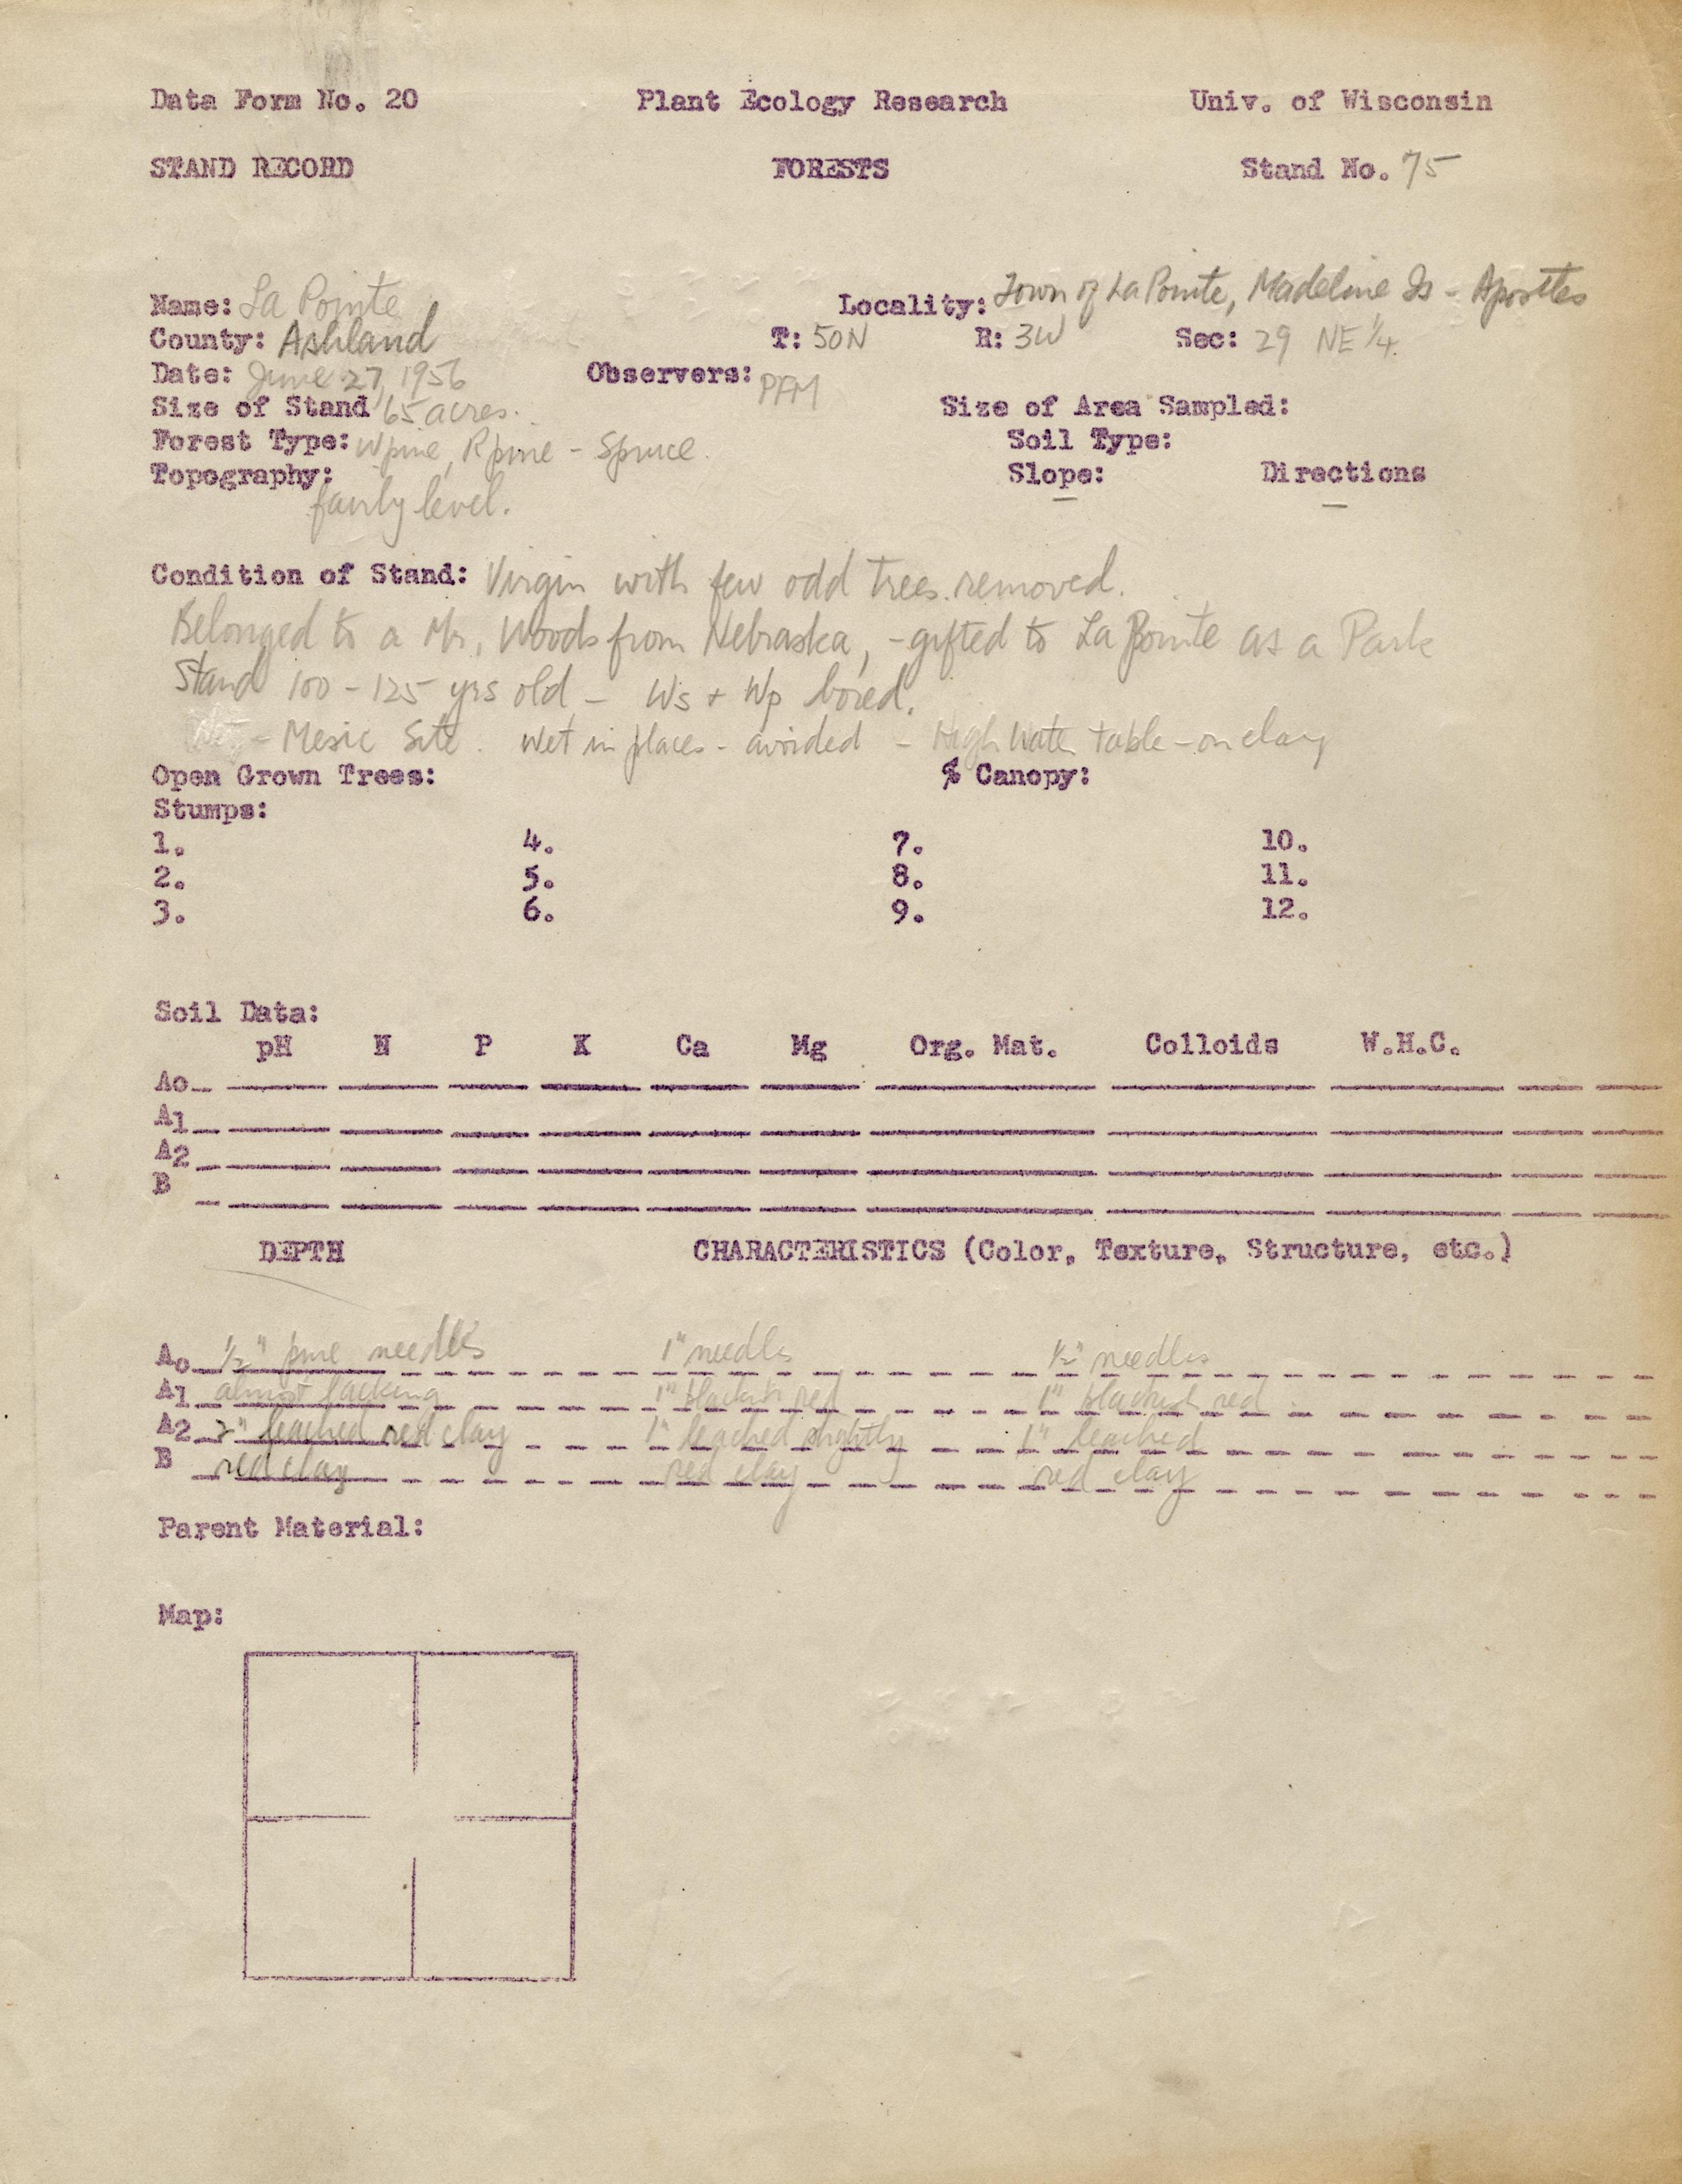 Data Form No. 20 Plant Ecology Research Univ. of Wisconsin
STAND RECORD FORESTS Stand No. 75
Name: La Pointe Locality: Town of La Pointe, Madeline Is - Apostles
County: Ashland T: 50N R: 3W Sec: 29 NE 1/4
Date: June 27, 1956 Observers: PFM
Size of Stand 65 acres. Size of Area Sampled:
Forest Type: W pine, R pine - Spruce. Soil Type:
Topography: fairly level. Slope: — Directions —
Condition of Stand: Virgin with few odd trees removed.
Belonged to a Mr. Woods from Nebraska, - gifted to La Pointe as a Park
Stand 100 - 125 yrs old - Ws + Wp bored.
- Mesic Site. Wet in places - avoided - High Water table - on clay
Open Grown Trees: % Canopy:
Stumps:
1. 4. 7. 10.
2. 5. 8. 11.
3. 6. 9. 12.
Soil Data:
pH N P K Ca Mg Org. Mat. Colloids W.H.C.
Ao
A1
A2
B
DEPTH CHARACTERISTICS (Color, Texture, Structure, etc.)
Ao 1/2" pine needles 1" needles 1/2" needles
A1 almost lacking 1" blackish red 1" blackish red
A2 2" leached red clay 1" leached slightly 1" leached
B red clay red clay red clay
Parent Material:
Map: